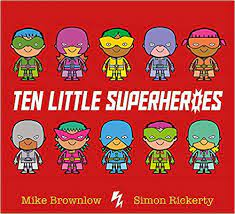 TEN LITTLE SUPERHEROES
Mike Brownlow Simon Rickerty